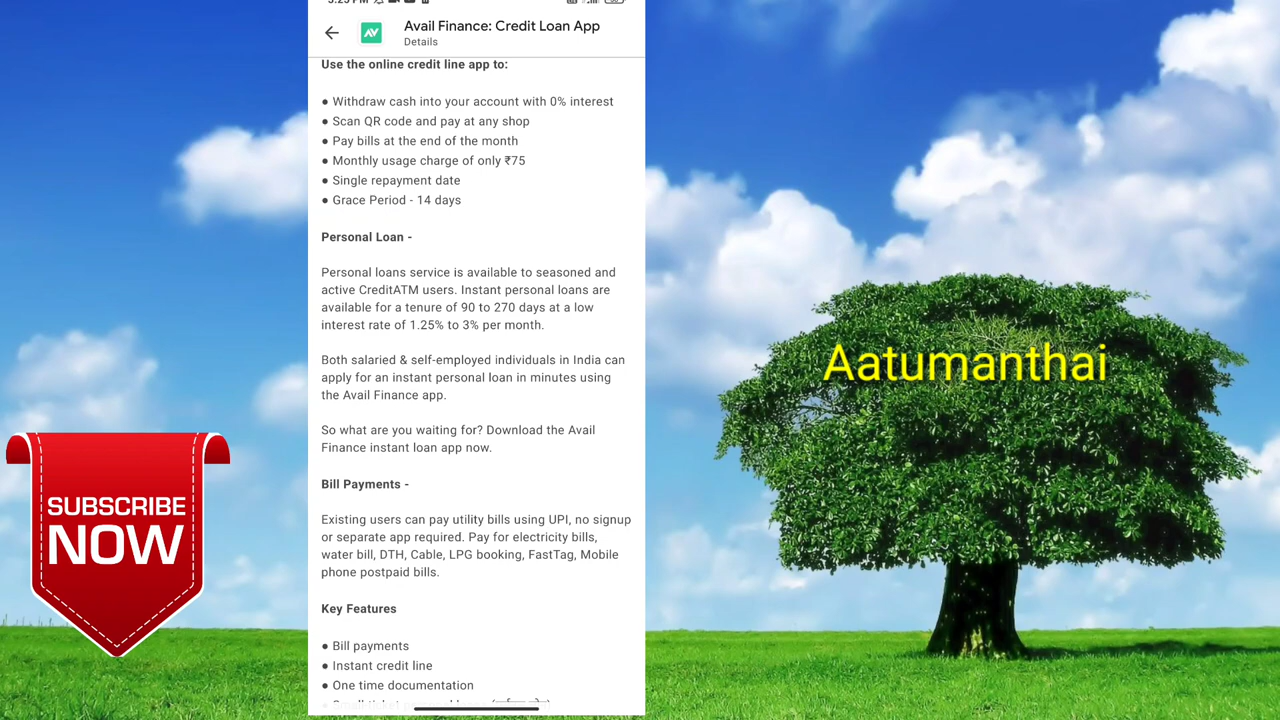 Avail Finance: Credit Loan App
Details
Use the online credit line app to:
● Withdraw cash into your account with 0% interest
● Scan QR code and pay at any shop
● Pay bills at the end of the month
● Monthly usage charge of only ₹75
● Single repayment date
● Grace Period - 14 days
Personal Loan -
Personal loans service is available to seasoned and
active CreditATM users. Instant personal loans are
available for a tenure of 90 to 270 days at a low
interest rate of 1.25% to 3% per month.
Both salaried & self-employed individuals in India can
apply for an instant personal loan in minutes using
the Avail Finance app.
So what are you waiting for? Download the Avail
Finance instant loan app now.
Bill Payments -
Existing users can pay utility bills using UPI, no signup
or separate app required. Pay for electricity bills,
water bill, DTH, Cable, LPG booking, FastTag, Mobile
phone postpaid bills.
Key Features
● Bill payments
● Instant credit line
● One time documentation
SUBSCRIBE
NOW
Aatumanthai